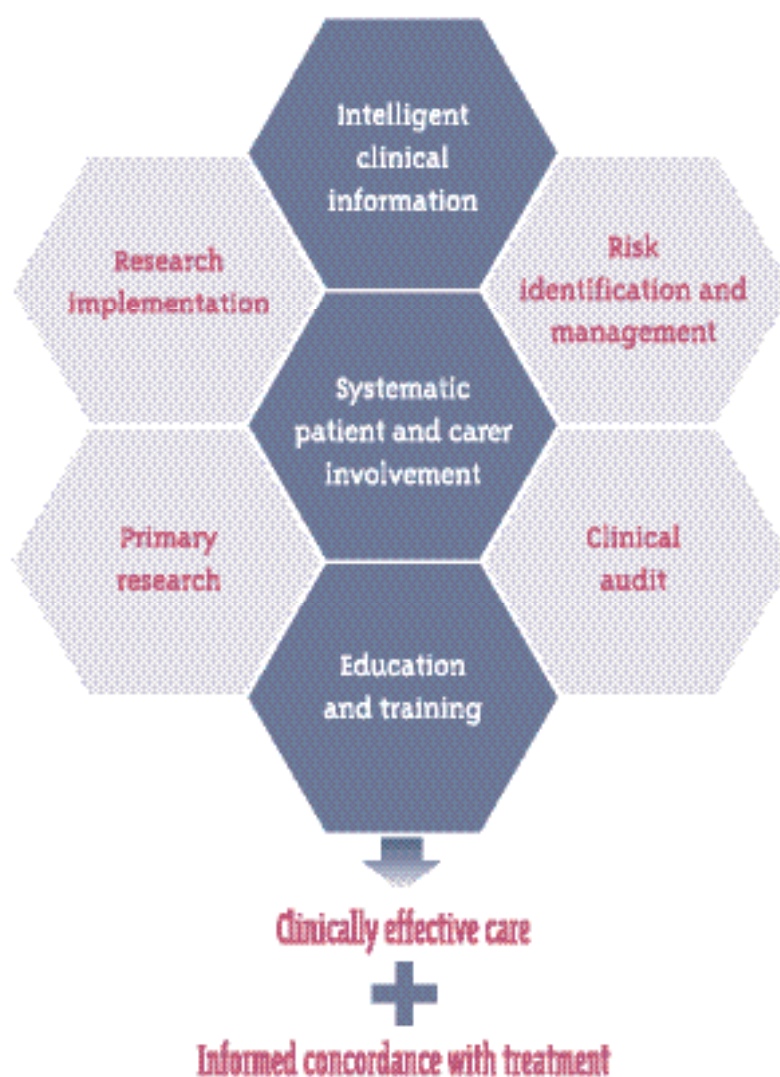 Intelligent
clinical
information
Research
implementation
Risk
identification and
management
Systematic
patient and carer
involvement
Primary
research
Clinical
audit
Education
and training
Clinically effective care
+
Informed concordance with treatment